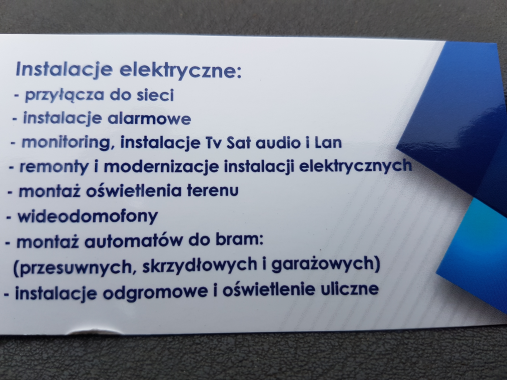 Instalacje elektryczne:
- przyłącza do sieci
- instalacje alarmowe
- monitoring, instalacje Tv Sat audio i Lan
- remonty i modernizacje instalacji elektrycznych
- montaż oświetlenia terenu
- wideodomofony
- montaż automatów do bram:
(przesuwnych, skrzydłowych i garażowych)
- instalacje odgromowe i oświetlenie uliczne